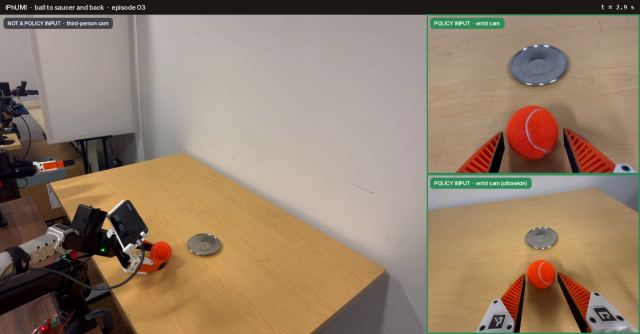 iPhUMI · ball to saucer and back · episode 03
t = 2.9 s
NOT A POLICY INPUT · third-person cam
POLICY INPUT · wrist cam
POLICY INPUT · wrist cam (ultrawide)